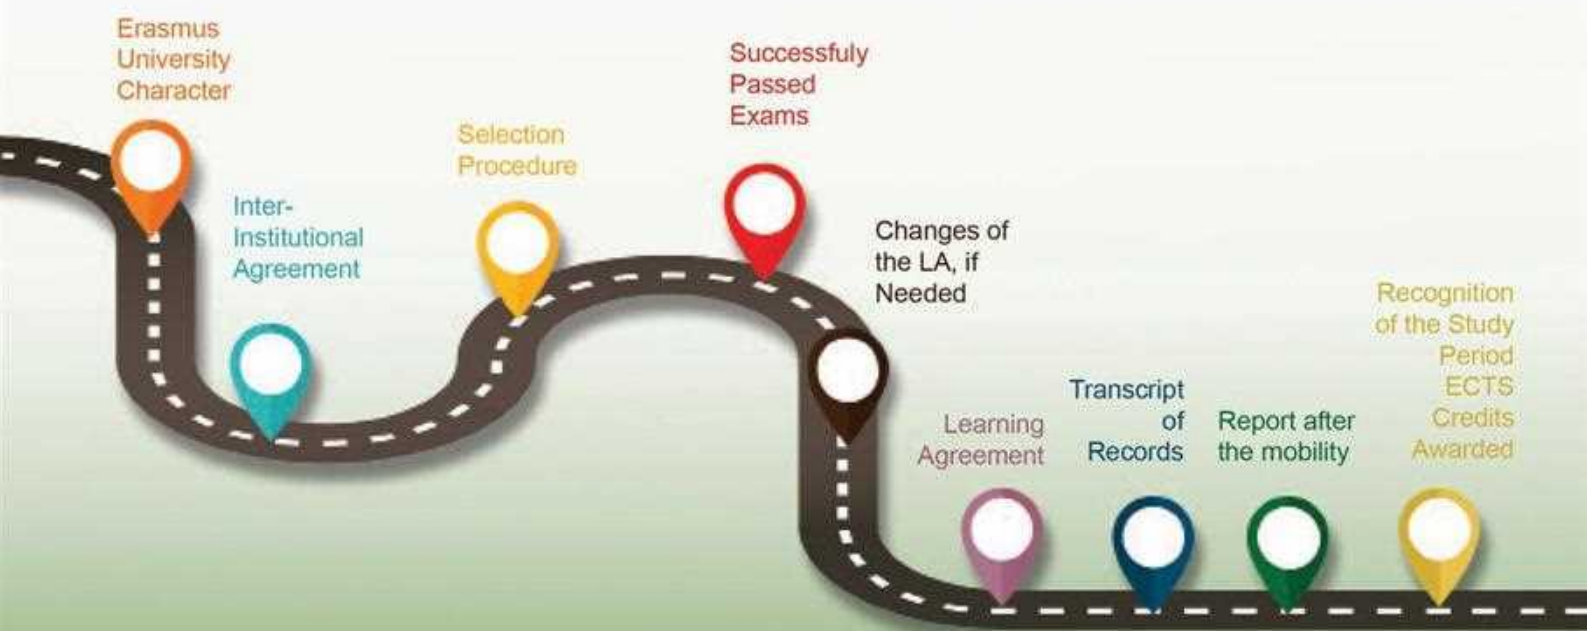 Erasmus
University
Character
Inter-
Institutional
Agreement
Selection
Procedure
Successfuly
Passed
Exams
Changes of
the LA, if
Needed
Learning
Agreement
Transcript
of
Records
Report after
the mobility
Recognition
of the Study
Period
ECTS
Credits
Awarded